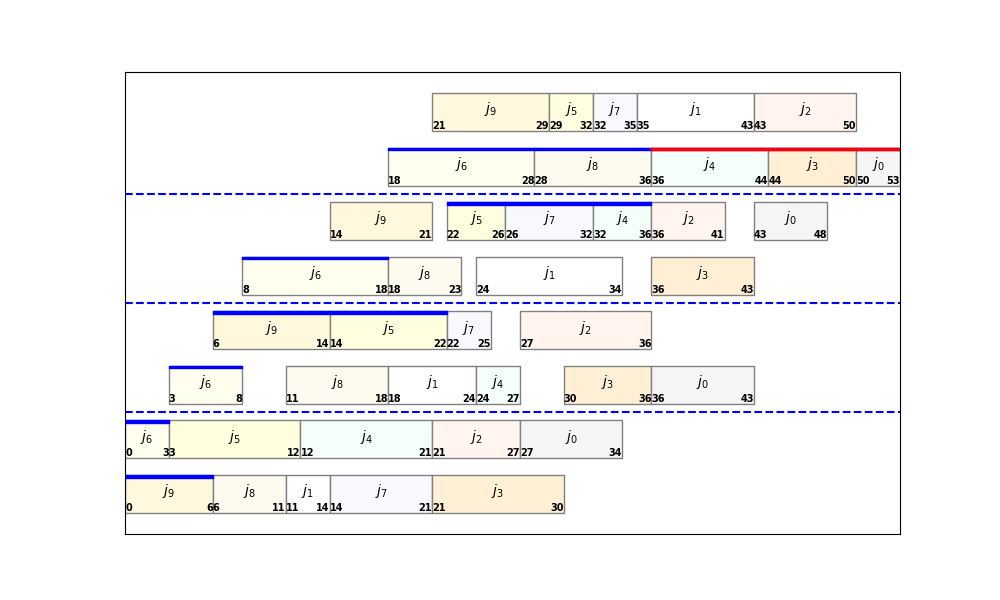 j9 j5 j7 j1 j2
21 29 29 32 32 35 35 43 43 50
j6 j8 j4 j3 j0
18 28 28 36 36 44 44 50 50 53
j9 j5 j7 j4 j2 j0
14 21 22 26 26 32 32 36 36 41 43 48
j6 j8 j1 j3
8 18 18 23 24 34 36 43
j9 j5 j7 j2
6 14 14 22 22 25 27 36
j6 j8 j1 j4 j3 j0
3 8 11 18 18 24 24 27 30 36 36 43
j6 j5 j4 j2 j0
0 3 3 12 12 21 21 27 27 34
j9 j8 j1 j7 j3
0 6 6 11 11 14 14 21 21 30